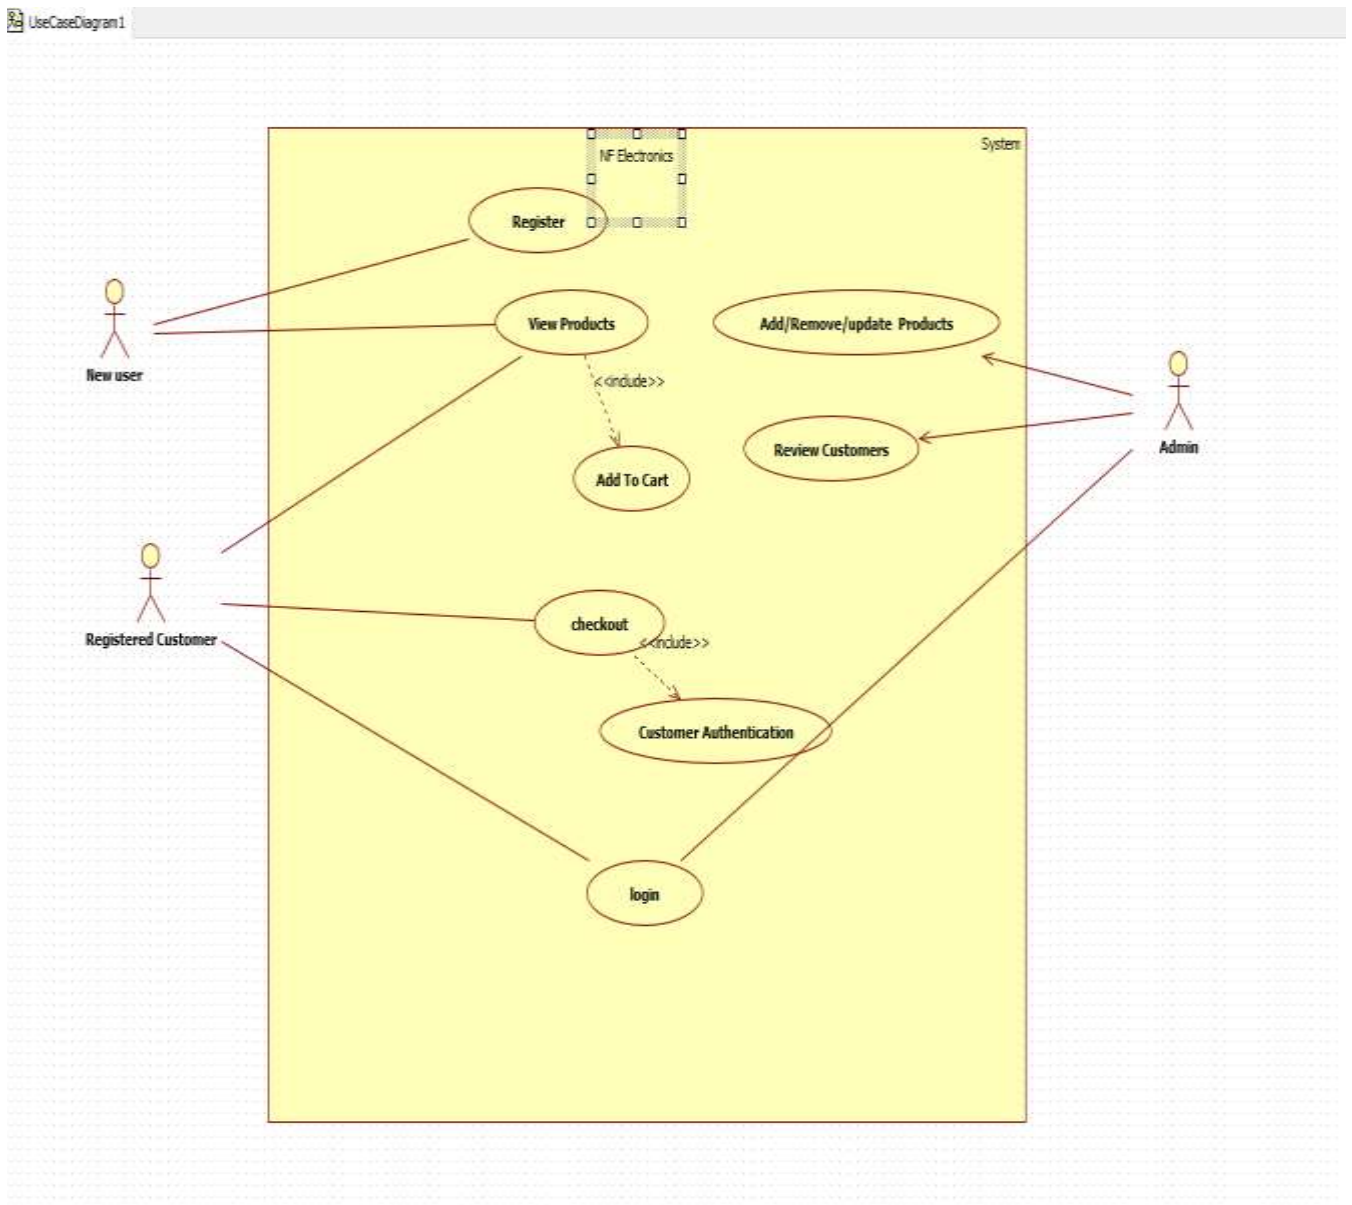 UseCaseDiagram1
NF Electronics
System
Register
View Products
Add/Remove/update Products
<<include>>
New user
Review Customers
Admin
Add To Cart
checkout
Registered Customer
<<include>>
Customer Authentication
login